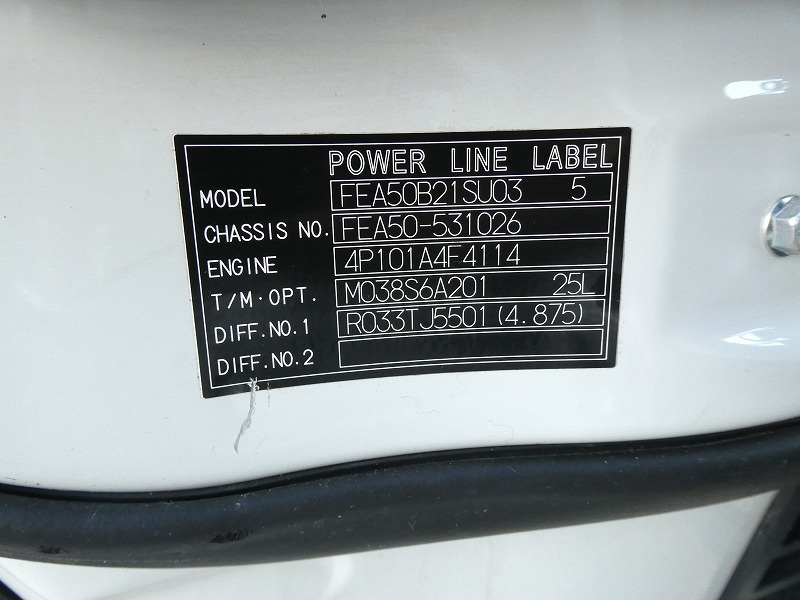 POWER LINE LABEL
MODEL FEA50B21SU03 5
CHASSIS NO. FEA50-531026
ENGINE 4P101A4F4114
T/M·OPT. M038S6A201 25L
DIFF.NO.1 R033TJ5501(4.875)
DIFF.NO.2